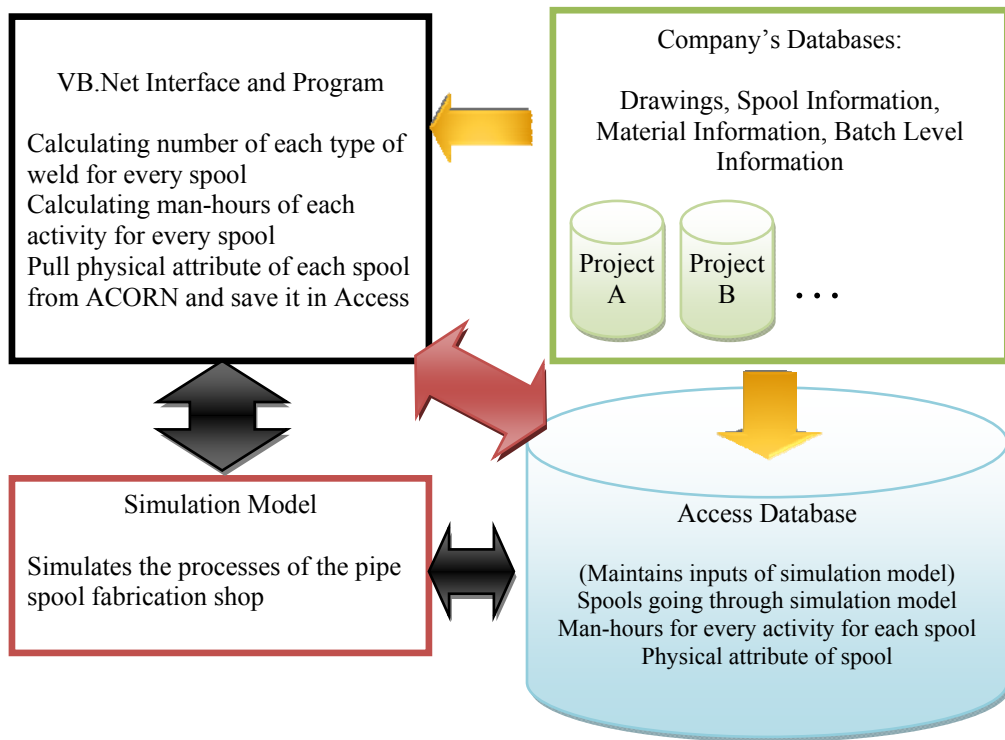 VB.Net Interface and Program
Calculating number of each type of
weld for every spool
Calculating man-hours of each
activity for every spool
Pull physical attribute of each spool
from ACORN and save it in Access
Company's Databases:
Drawings, Spool Information,
Material Information, Batch Level
Information
Project
A
Project
B
...
Simulation Model
Simulates the processes of the pipe
spool fabrication shop
Access Database
(Maintains inputs of simulation model)
Spools going through simulation model
Man-hours for every activity for each spool
Physical attribute of spool